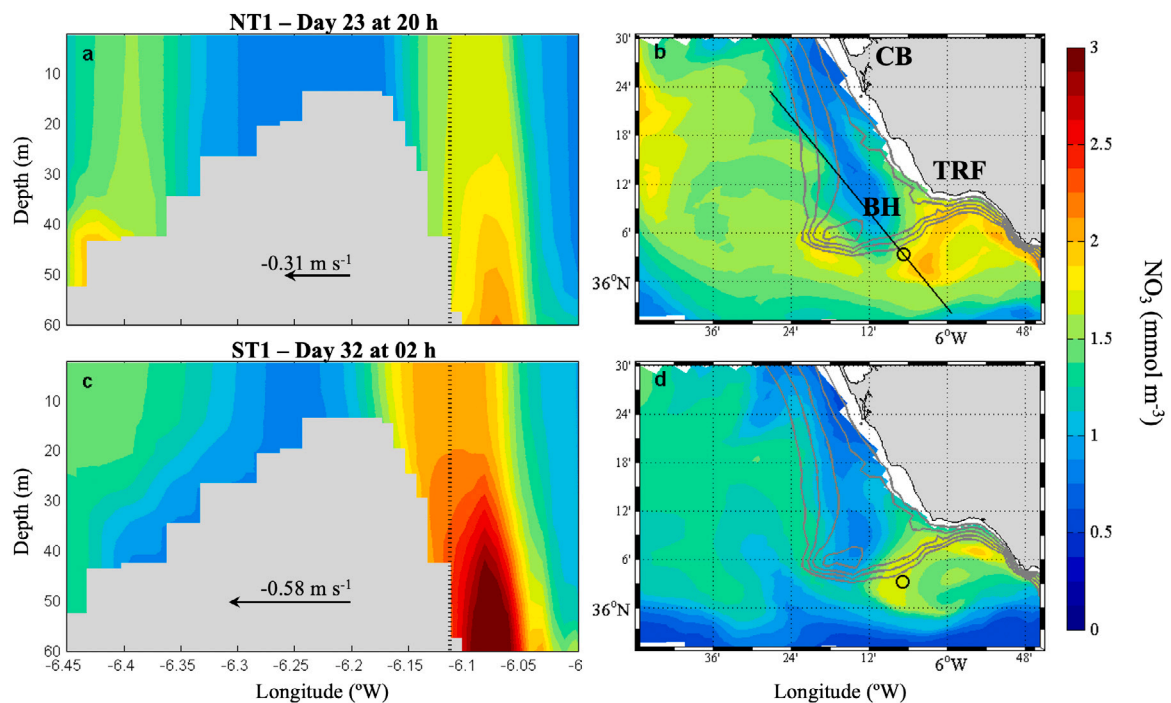 NT1 – Day 23 at 20 h
a
10
20
30
40
50
60
Depth (m)
-0.31 m s-1
b
CB
TRF
BH
30'
24'
18'
12'
6'
36°N
36'
24'
12'
6°W
48'
ST1 – Day 32 at 02 h
c
10
20
30
40
50
60
Depth (m)
-0.58 m s-1
-6.45
-6.4
-6.35
-6.3
-6.25
-6.2
-6.15
-6.1
-6.05
-6
Longitude (ºW)
d
30'
24'
18'
12'
6'
36°N
36'
24'
12'
6°W
48'
Longitude (ºW)
3
2.5
2
1.5
1
0.5
0
NO3 (mmol m-3)